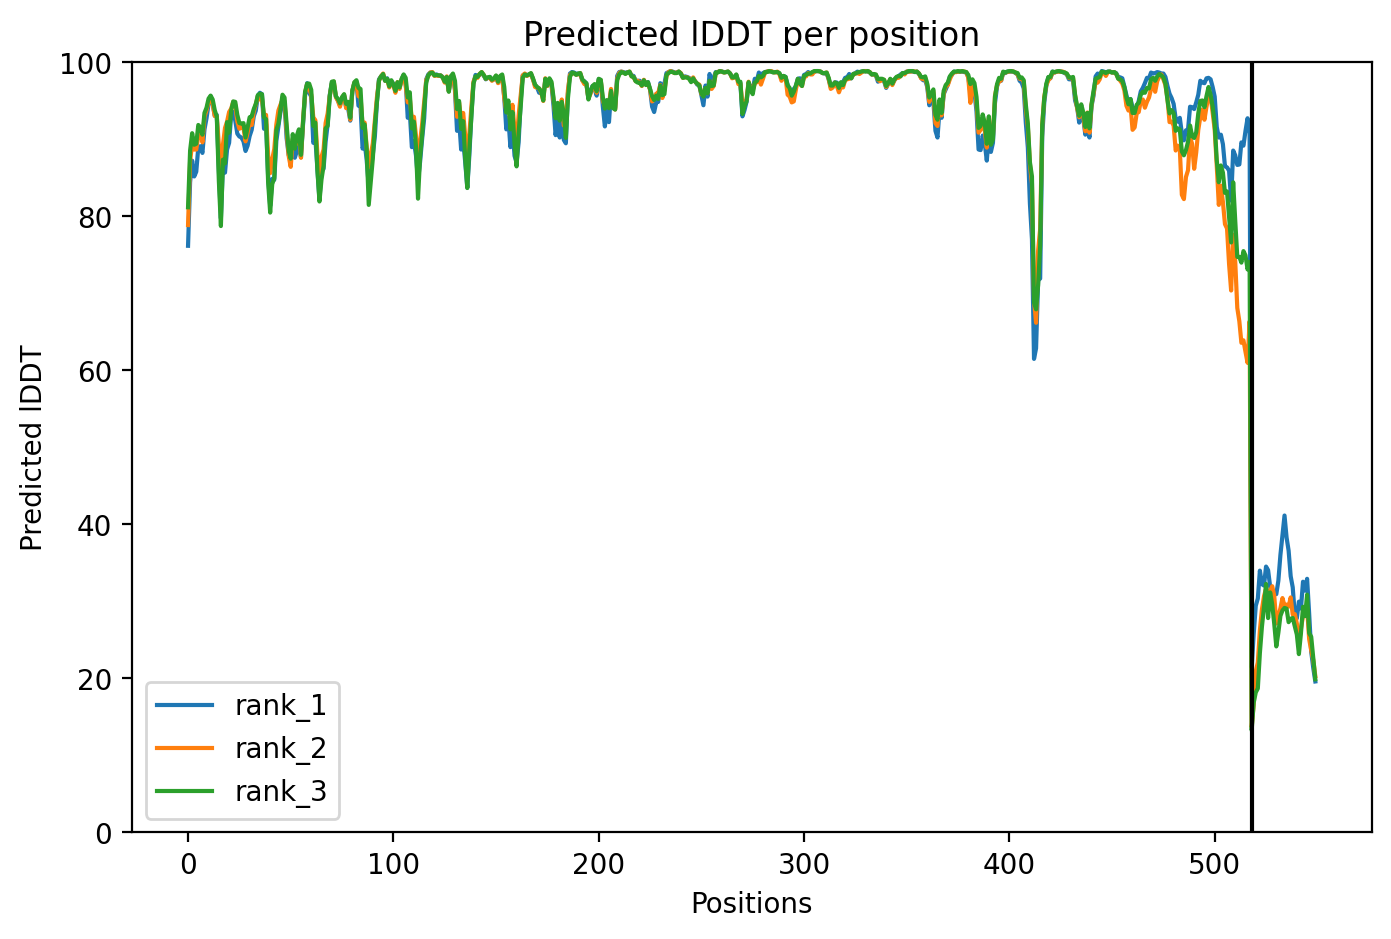 Predicted lDDT per position
100
80
60
40
20
0
Predicted lDDT
rank_1
rank_2
rank_3
0 100 200 300 400 500
Positions